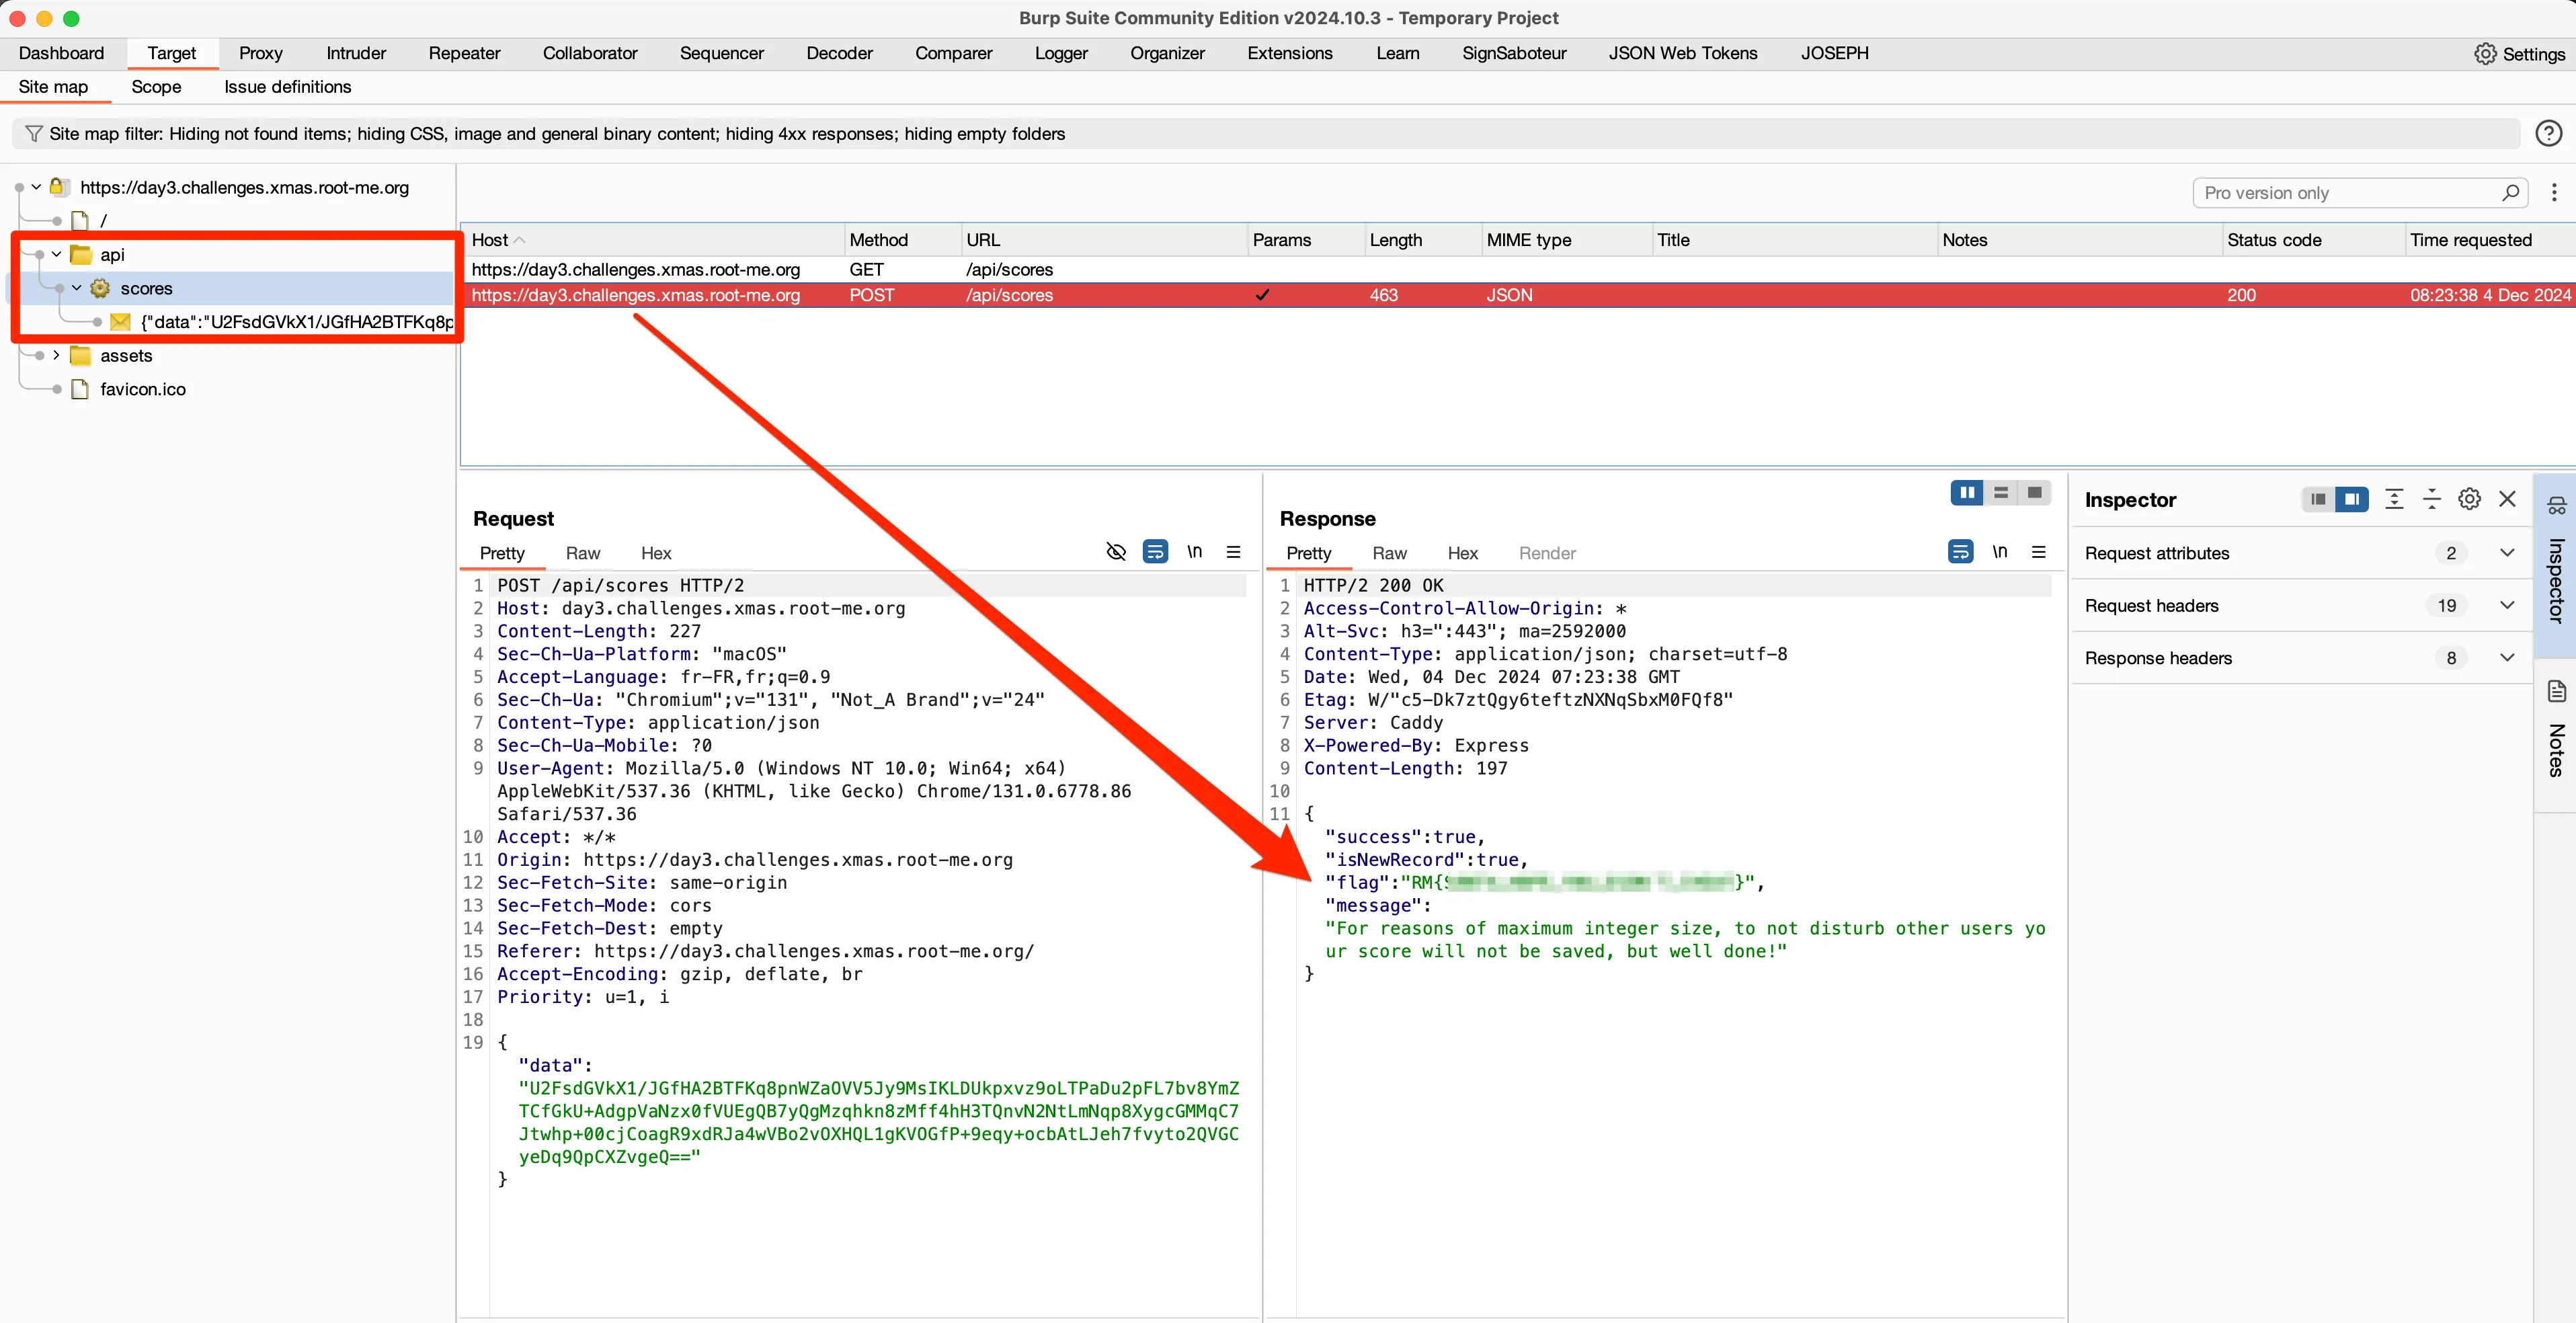 Burp Suite Community Edition v2024.10.3 - Temporary Project
Dashboard Target Proxy Intruder Repeater Collaborator Sequencer Decoder Comparer Logger Organizer Extensions Learn SignSaboteur JSON Web Tokens JOSEPH Settings
Site map Scope Issue definitions
Site map filter: Hiding not found items; hiding CSS, image and general binary content; hiding 4xx responses; hiding empty folders
https://day3.challenges.xmas.root-me.org
/
api
scores
{"data":"U2FsdGVkX1/JGfHA2BTFKq8p
assets
favicon.ico
Pro version only
Host Method URL Params Length MIME type Title Notes Status code Time requested
https://day3.challenges.xmas.root-me.org GET /api/scores
https://day3.challenges.xmas.root-me.org POST /api/scores ✓ 463 JSON 200 08:23:38 4 Dec 2024
Request
Pretty Raw Hex \n
1 POST /api/scores HTTP/2
2 Host: day3.challenges.xmas.root-me.org
3 Content-Length: 227
4 Sec-Ch-Ua-Platform: "macOS"
5 Accept-Language: fr-FR,fr;q=0.9
6 Sec-Ch-Ua: "Chromium";v="131", "Not_A Brand";v="24"
7 Content-Type: application/json
8 Sec-Ch-Ua-Mobile: ?0
9 User-Agent: Mozilla/5.0 (Windows NT 10.0; Win64; x64)
AppleWebKit/537.36 (KHTML, like Gecko) Chrome/131.0.6778.86
Safari/537.36
10 Accept: */*
11 Origin: https://day3.challenges.xmas.root-me.org
12 Sec-Fetch-Site: same-origin
13 Sec-Fetch-Mode: cors
14 Sec-Fetch-Dest: empty
15 Referer: https://day3.challenges.xmas.root-me.org/
16 Accept-Encoding: gzip, deflate, br
17 Priority: u=1, i
18
19 {
"data":
"U2FsdGVkX1/JGfHA2BTFKq8pnWZaOVV5Jy9MsIKLDUkpxvz9oLTPaDu2pFL7bv8YmZ
TCfGkU+AdgpVaNzx0fVUEgQB7yQgMzqhkn8zMff4hH3TQnvN2NtLmNqp8XygcGMMqC7
Jtwhp+00cjCoagR9xdRJa4wVBo2vOXHQL1gKVOGfP+9eqy+ocbAtLJeh7fvyto2QVGC
yeDq9QpCXZvgeQ=="
}
Response
Pretty Raw Hex Render \n
1 HTTP/2 200 OK
2 Access-Control-Allow-Origin: *
3 Alt-Svc: h3=":443"; ma=2592000
4 Content-Type: application/json; charset=utf-8
5 Date: Wed, 04 Dec 2024 07:23:38 GMT
6 Etag: W/"c5-Dk7ztQgy6teftzNXNqSbxM0FQf8"
7 Server: Caddy
8 X-Powered-By: Express
9 Content-Length: 197
10
11 {
"success":true,
"isNewRecord":true,
"flag":"RM{ }",
"message":
"For reasons of maximum integer size, to not disturb other users yo
ur score will not be saved, but well done!"
}
Inspector
Request attributes 2
Request headers 19
Response headers 8
Inspector
Notes